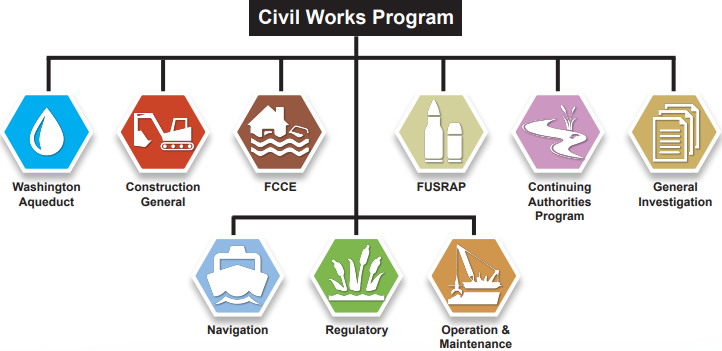 Civil Works Program
Washington
Aqueduct
Construction
General
FCCE
FUSRAP
Continuing
Authorities
Program
General
Investigation
Navigation
Regulatory
Operation &
Maintenance